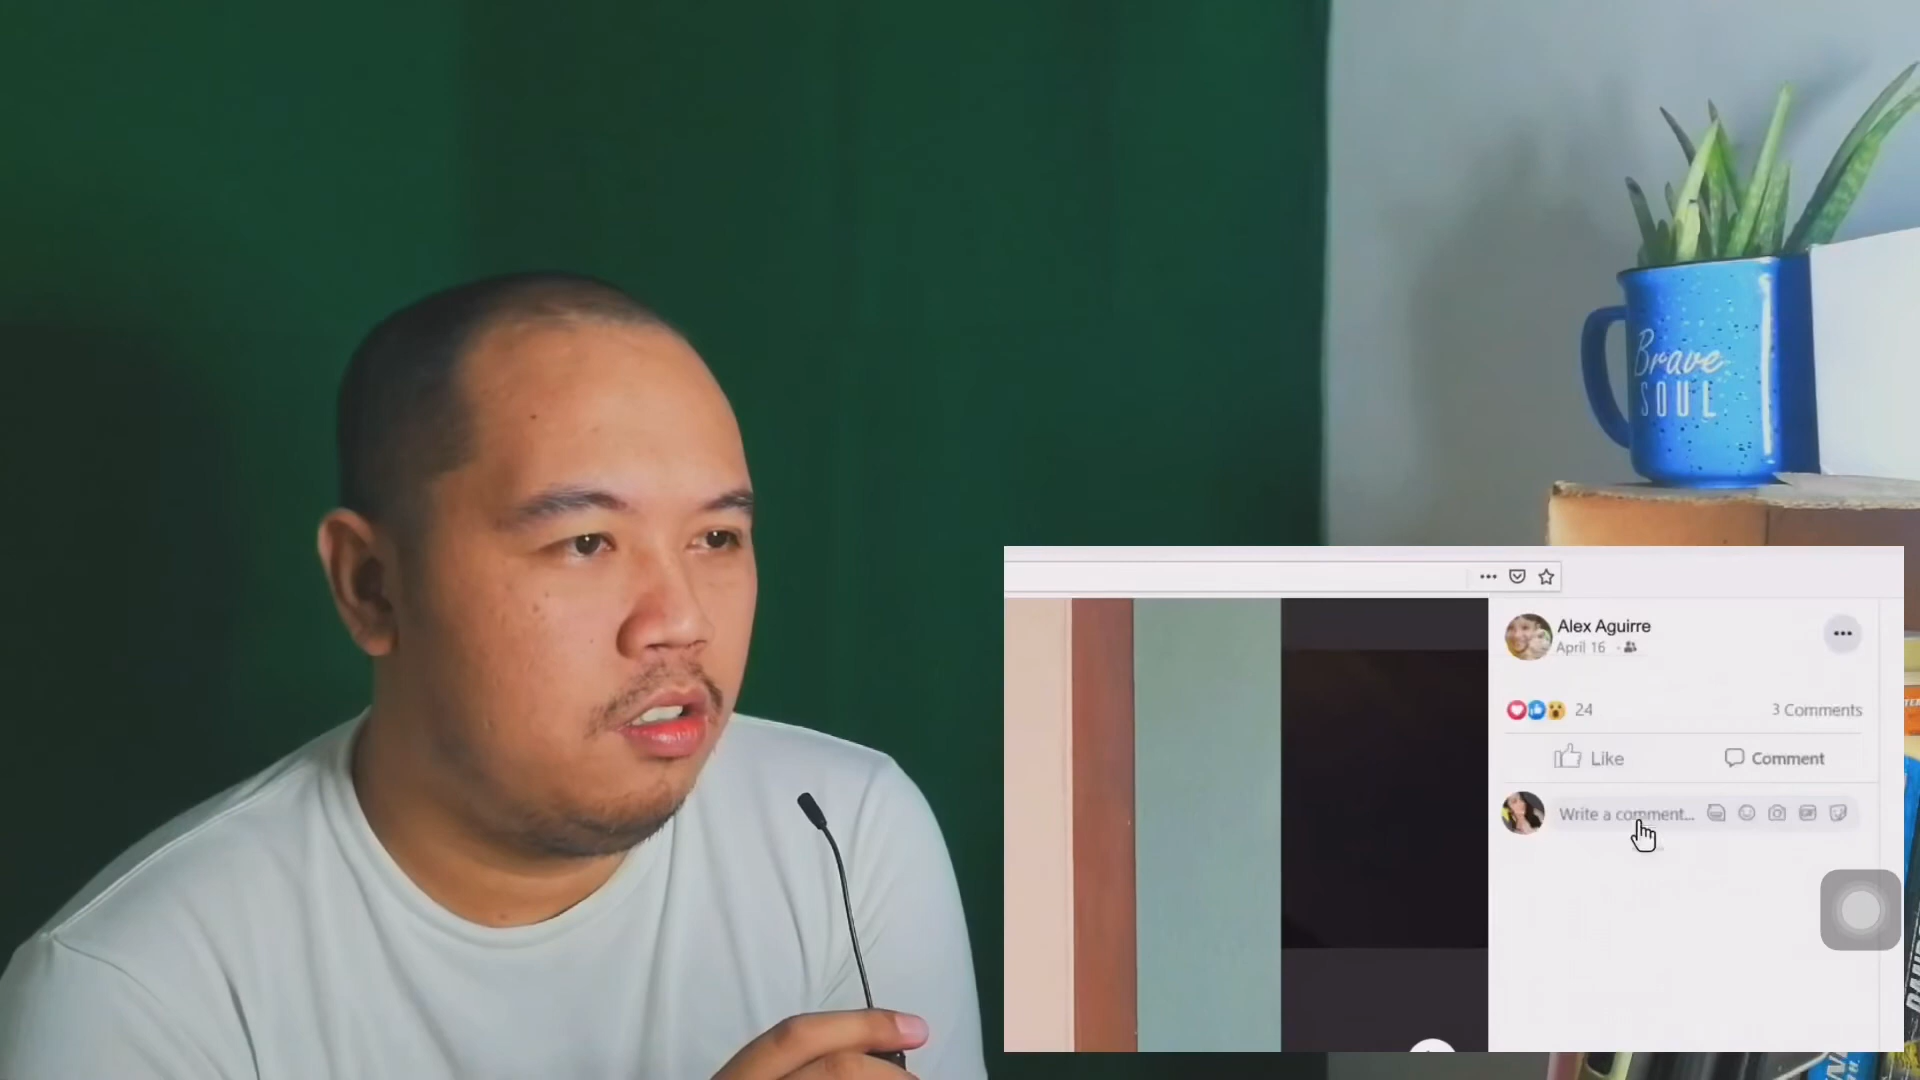 Brave
SOUL
Alex Aguirre
April 16
24
3 Comments
Like
Comment
Write a comment...